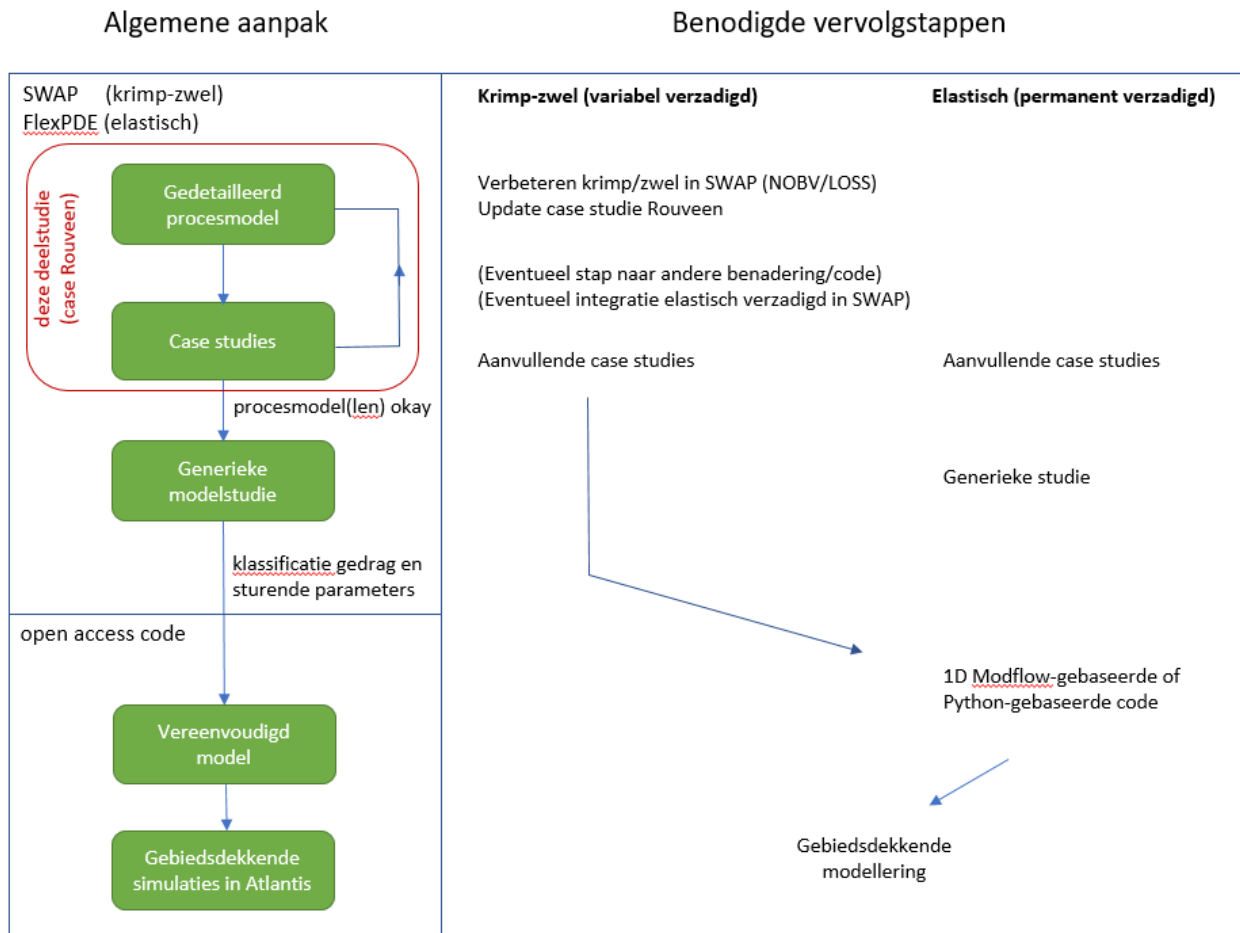 Algemene aanpak
Benodigde vervolgstappen
SWAP (krimp-zwel)
FlexPDE (elastisch)
deze deelstudie
(case Rouveen)
Gedetailleerd
procesmodel
Case studies
procesmodel(len) okay
Generieke
modelstudie
klassificatie gedrag en
sturende parameters
open access code
Vereenvoudigd
model
Gebiedsdekkende
simulaties in Atlantis
Krimp-zwel (variabel verzadigd)
Elastisch (permanent verzadigd)
Verbeteren krimp/zwel in SWAP (NOBV/LOSS)
Update case studie Rouveen
(Eventueel stap naar andere benadering/code)
(Eventueel integratie elastisch verzadigd in SWAP)
Aanvullende case studies
Aanvullende case studies
Generieke studie
1D Modflow-gebaseerde of
Python-gebaseerde code
Gebiedsdekkende
modellering